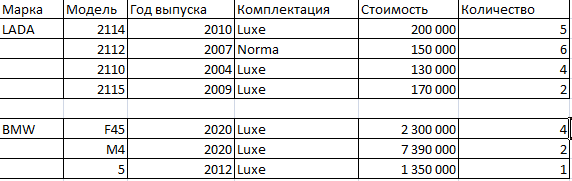 Марка Модель Год выпуска Комплектация Стоимость Количество
LADA 2114 2010 Luxe 200 000 5
2112 2007 Norma 150 000 6
2110 2004 Luxe 130 000 4
2115 2009 Luxe 170 000 2
BMW F45 2020 Luxe 2 300 000 4
M4 2020 Luxe 7 390 000 2
5 2012 Luxe 1 350 000 1